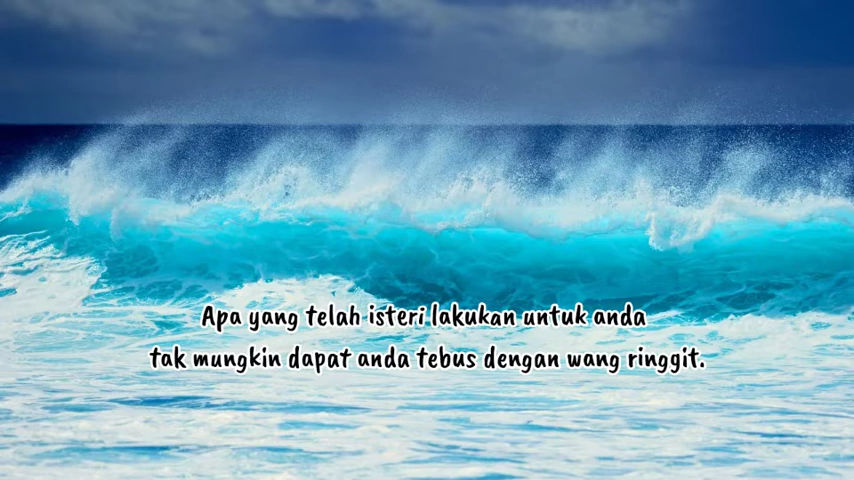 Apa yang telah isteri lakukan untuk anda
tak mungkin dapat anda tebus dengan wang ringgit.